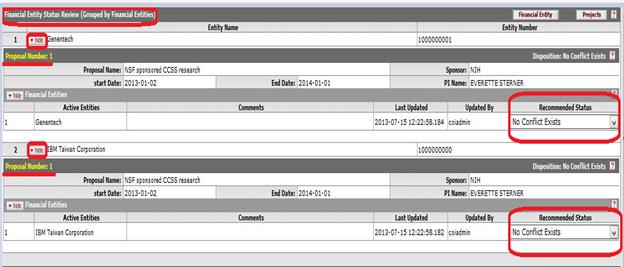 Financial Entity Status Review (Grouped by Financial Entities) Financial Entity Projects ?
Entity Name Entity Number
1 hide Genentech 1000000001
Proposal Number: 1 Disposition: No Conflict Exists ?
Proposal Name: NSF sponsored CCSS research Sponsor: NIH
start Date: 2013-01-02 End Date: 2014-01-01 PI Name: EVERETTE STERNER
hide Financial Entities ?
Active Entities Comments Last Updated Updated By Recommended Status
1 Genentech 2013-07-15 12:22:58.184 coiadmin No Conflict Exists
2 hide IBM Taiwan Corporation 1000000000
Proposal Number: 1 Disposition: No Conflict Exists ?
Proposal Name: NSF sponsored CCSS research Sponsor: NIH
start Date: 2013-01-02 End Date: 2014-01-01 PI Name: EVERETTE STERNER
hide Financial Entities ?
Active Entities Comments Last Updated Updated By Recommended Status
1 IBM Taiwan Corporation 2013-07-15 12:22:58.182 coiadmin No Conflict Exists